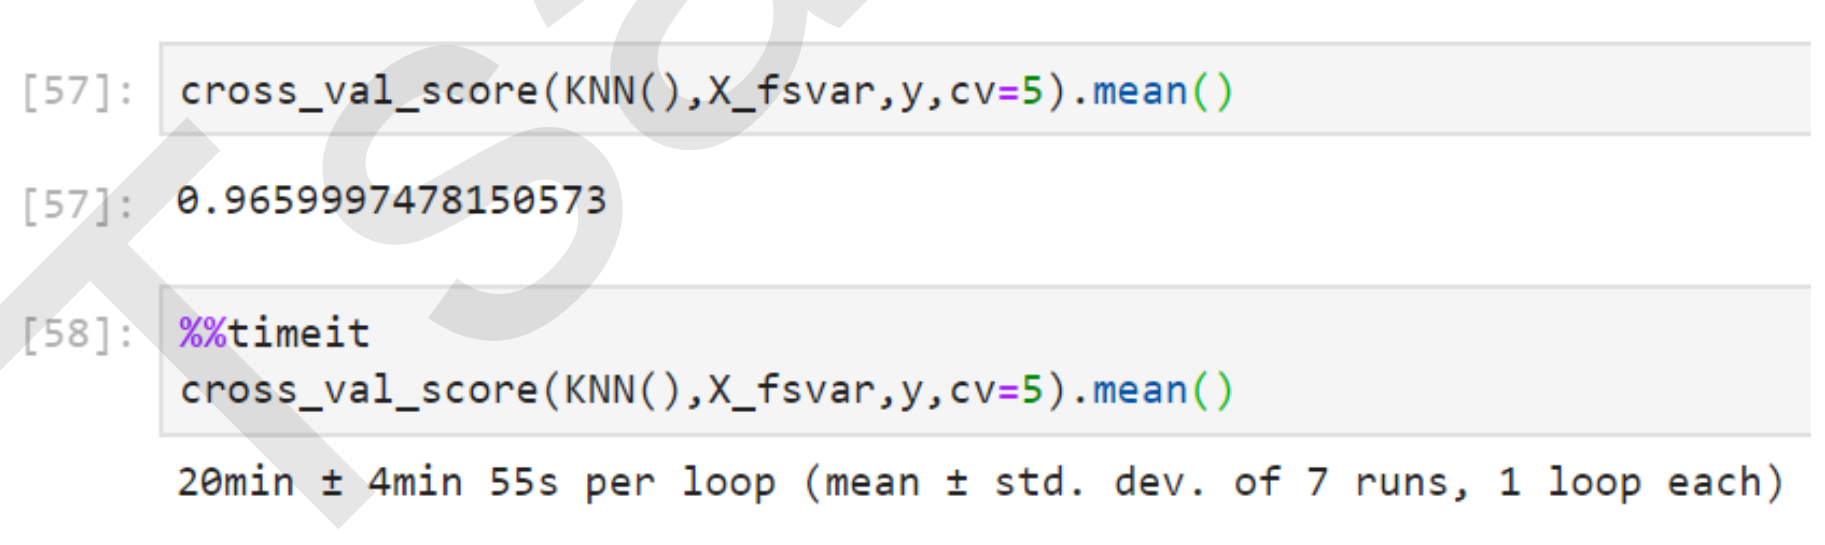 [57]: cross_val_score(KNN(),X_fsvar,y,cv=5).mean()
[57]: 0.9659997478150573
[58]: %%timeit
cross_val_score(KNN(),X_fsvar,y,cv=5).mean()
20min ± 4min 55s per loop (mean ± std. dev. of 7 runs, 1 loop each)